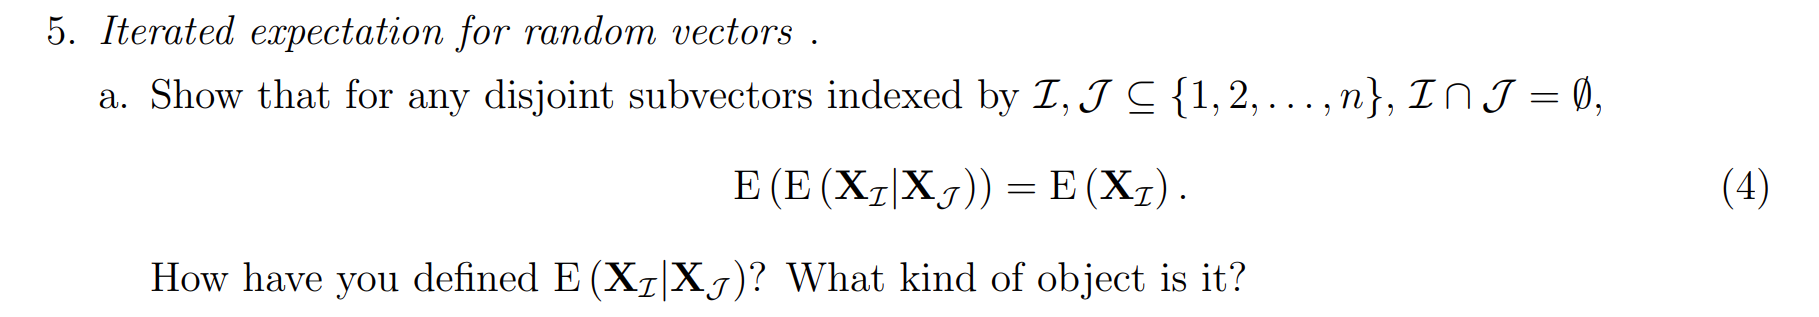 5. Iterated expectation for random vectors .
a. Show that for any disjoint subvectors indexed by ℐ, 𝒥 ⊆ {1, 2, . . . , n}, ℐ ∩ 𝒥 = ∅,
E (E (X_ℐ|X_𝒥)) = E (X_ℐ) . (4)
How have you defined E (X_ℐ|X_𝒥)? What kind of object is it?